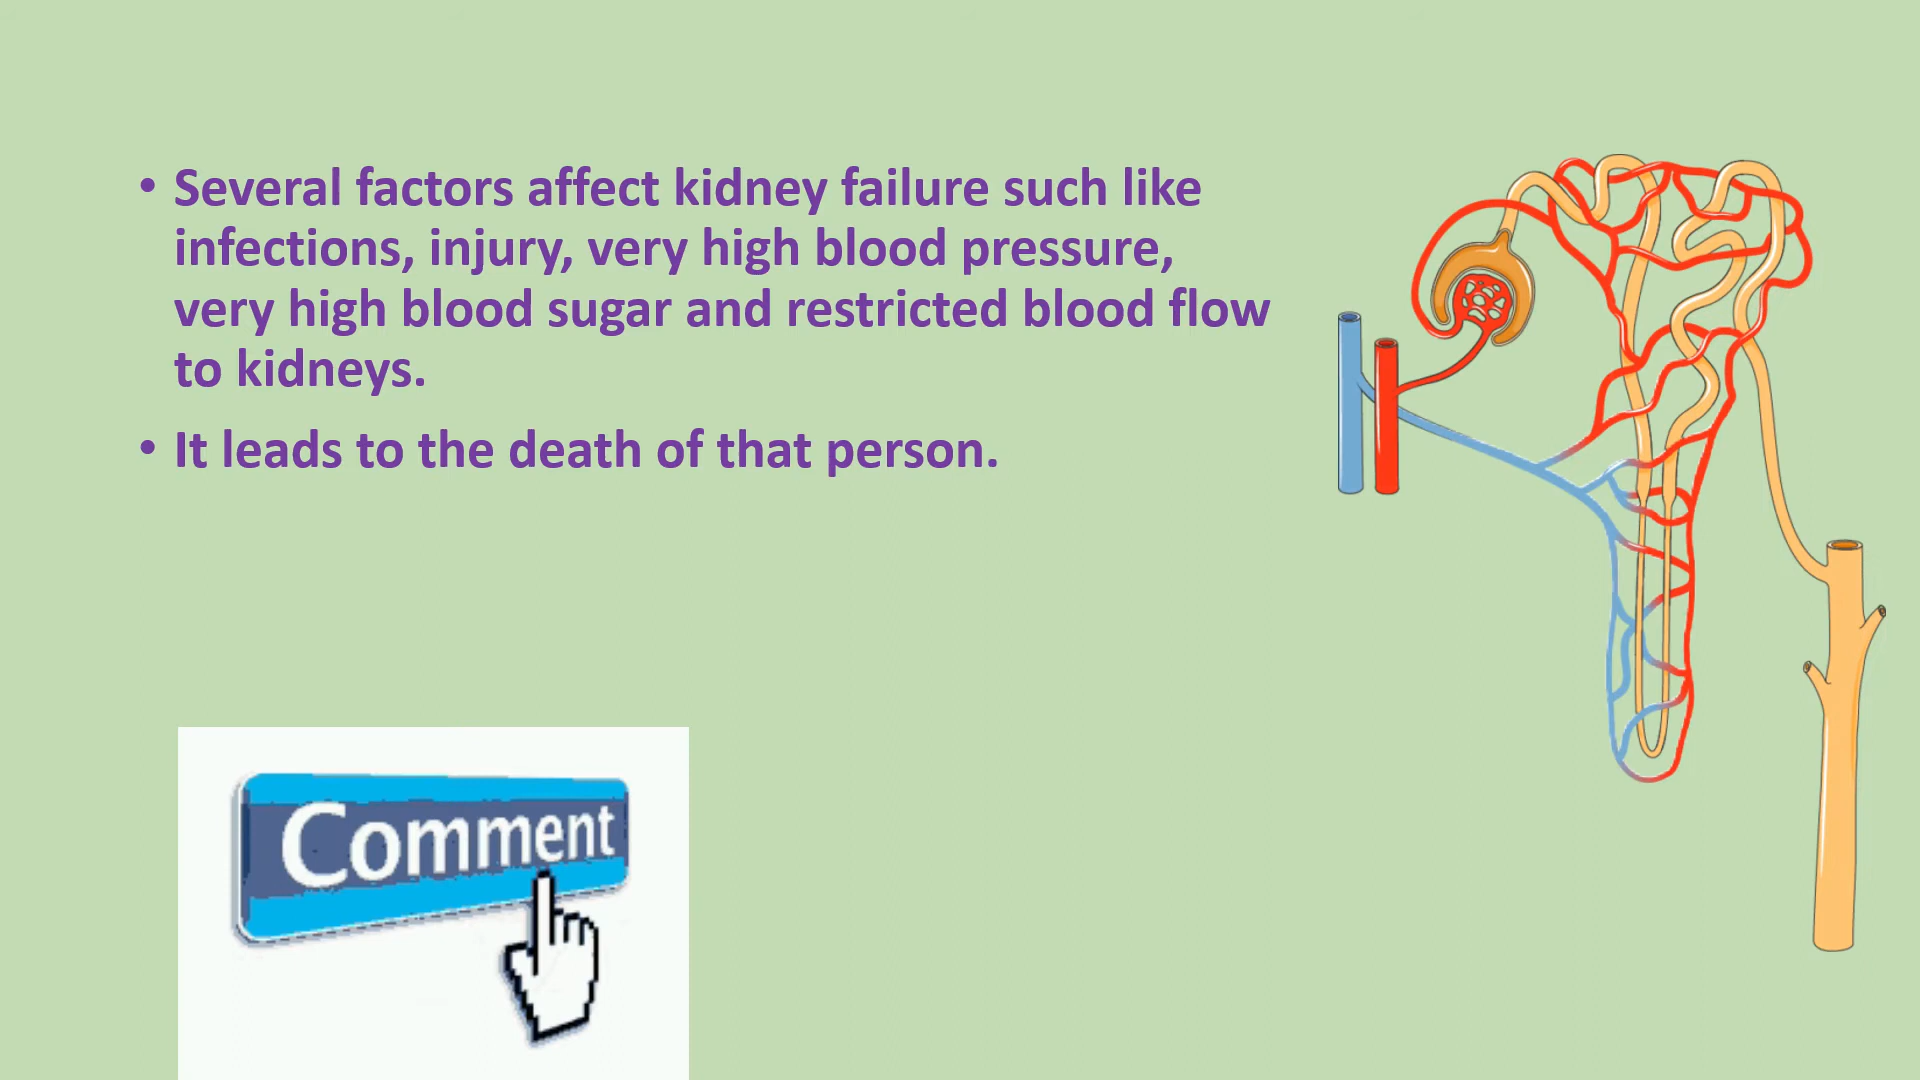 • Several factors affect kidney failure such like
infections, injury, very high blood pressure,
very high blood sugar and restricted blood flow
to kidneys.
• It leads to the death of that person.
Comment